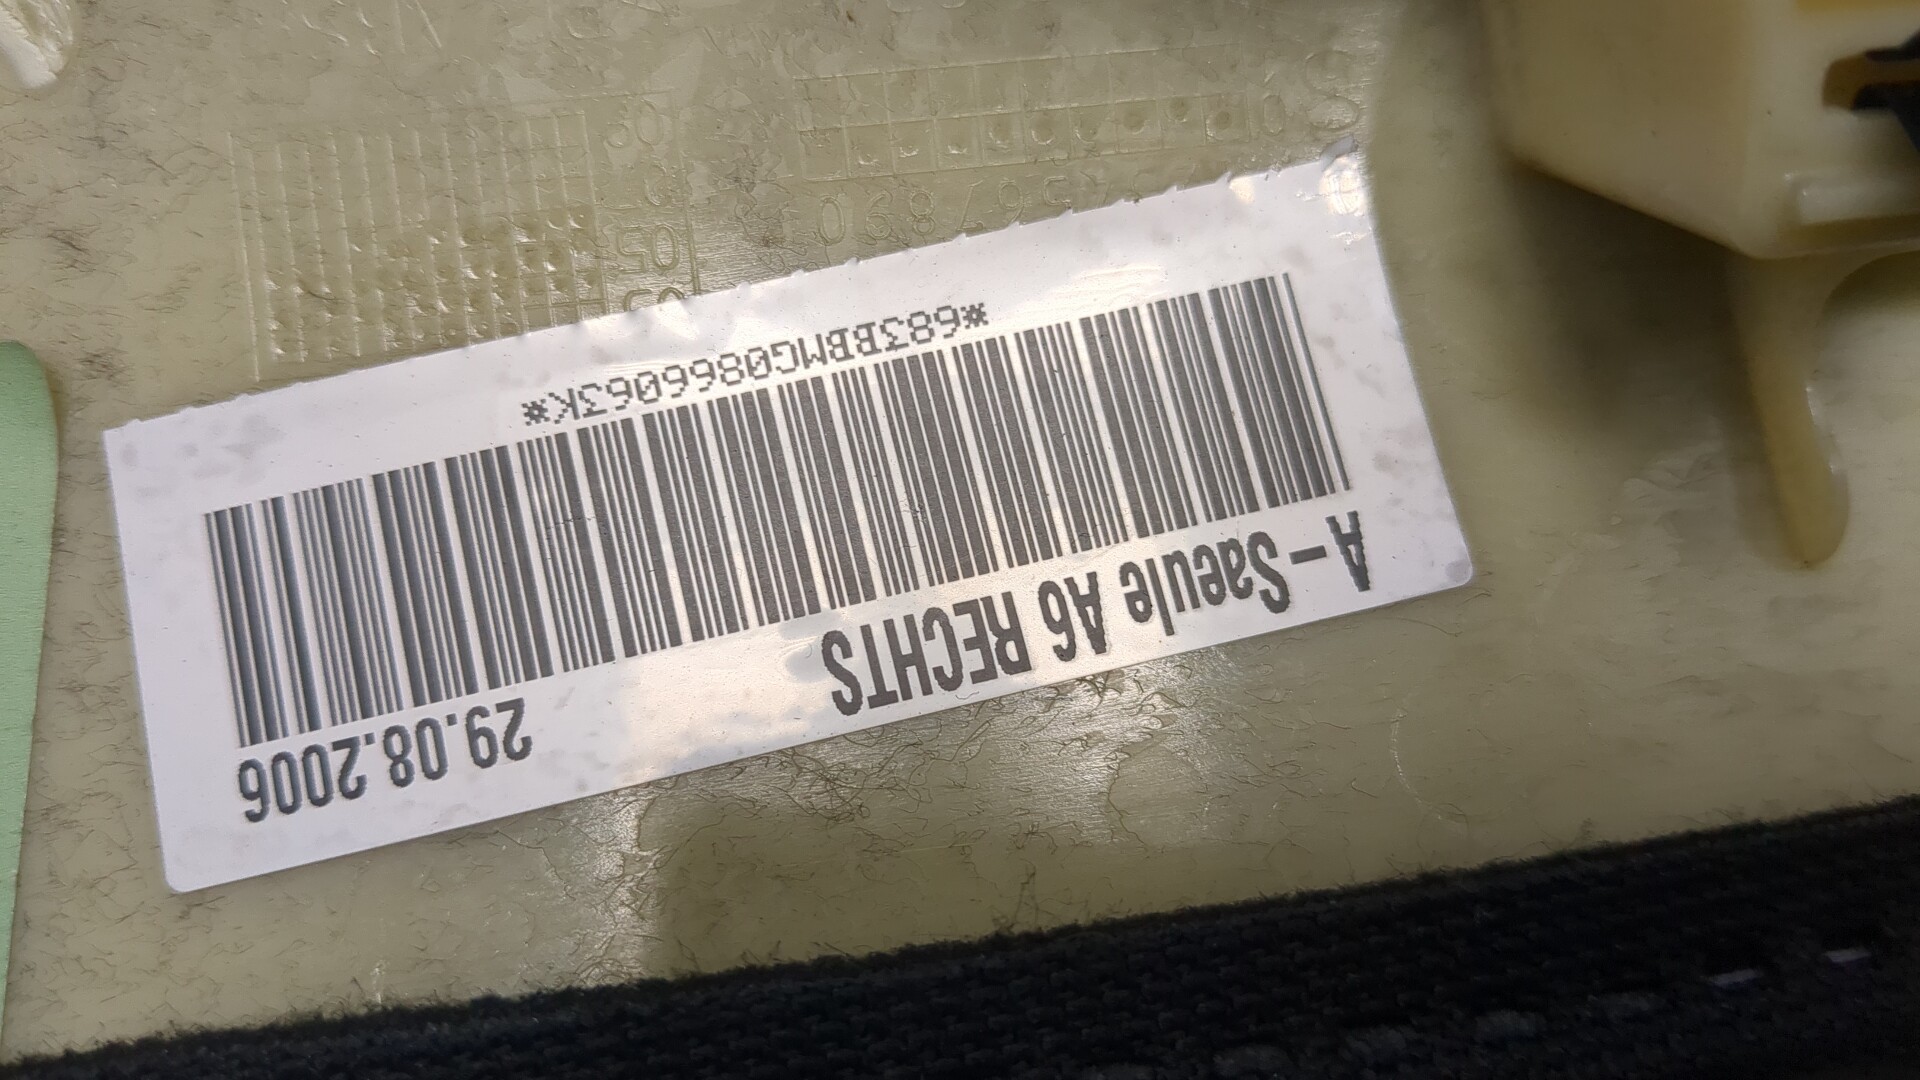 A-Saeule A6 RECHTS
29.08.2006
*683BBMG0866063K*